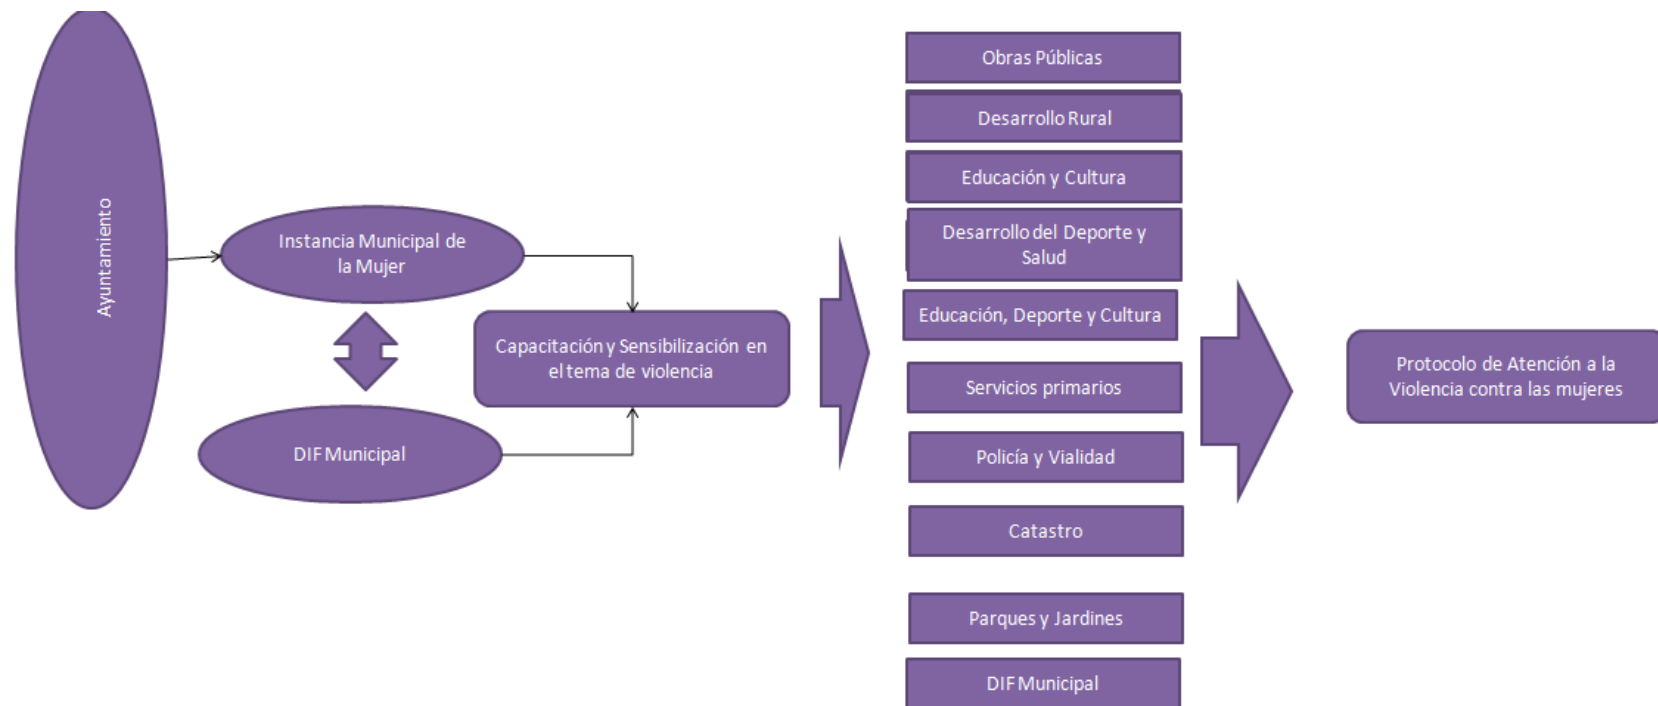 Ayuntamiento
Instancia Municipal de
la Mujer
DIF Municipal
Capacitación y Sensibilización en
el tema de violencia
Obras Públicas
Desarrollo Rural
Educación y Cultura
Desarrollo del Deporte y
Salud
Educación, Deporte y Cultura
Servicios primarios
Policía y Vialidad
Catastro
Parques y Jardines
DIF Municipal
Protocolo de Atención a la
Violencia contra las mujeres